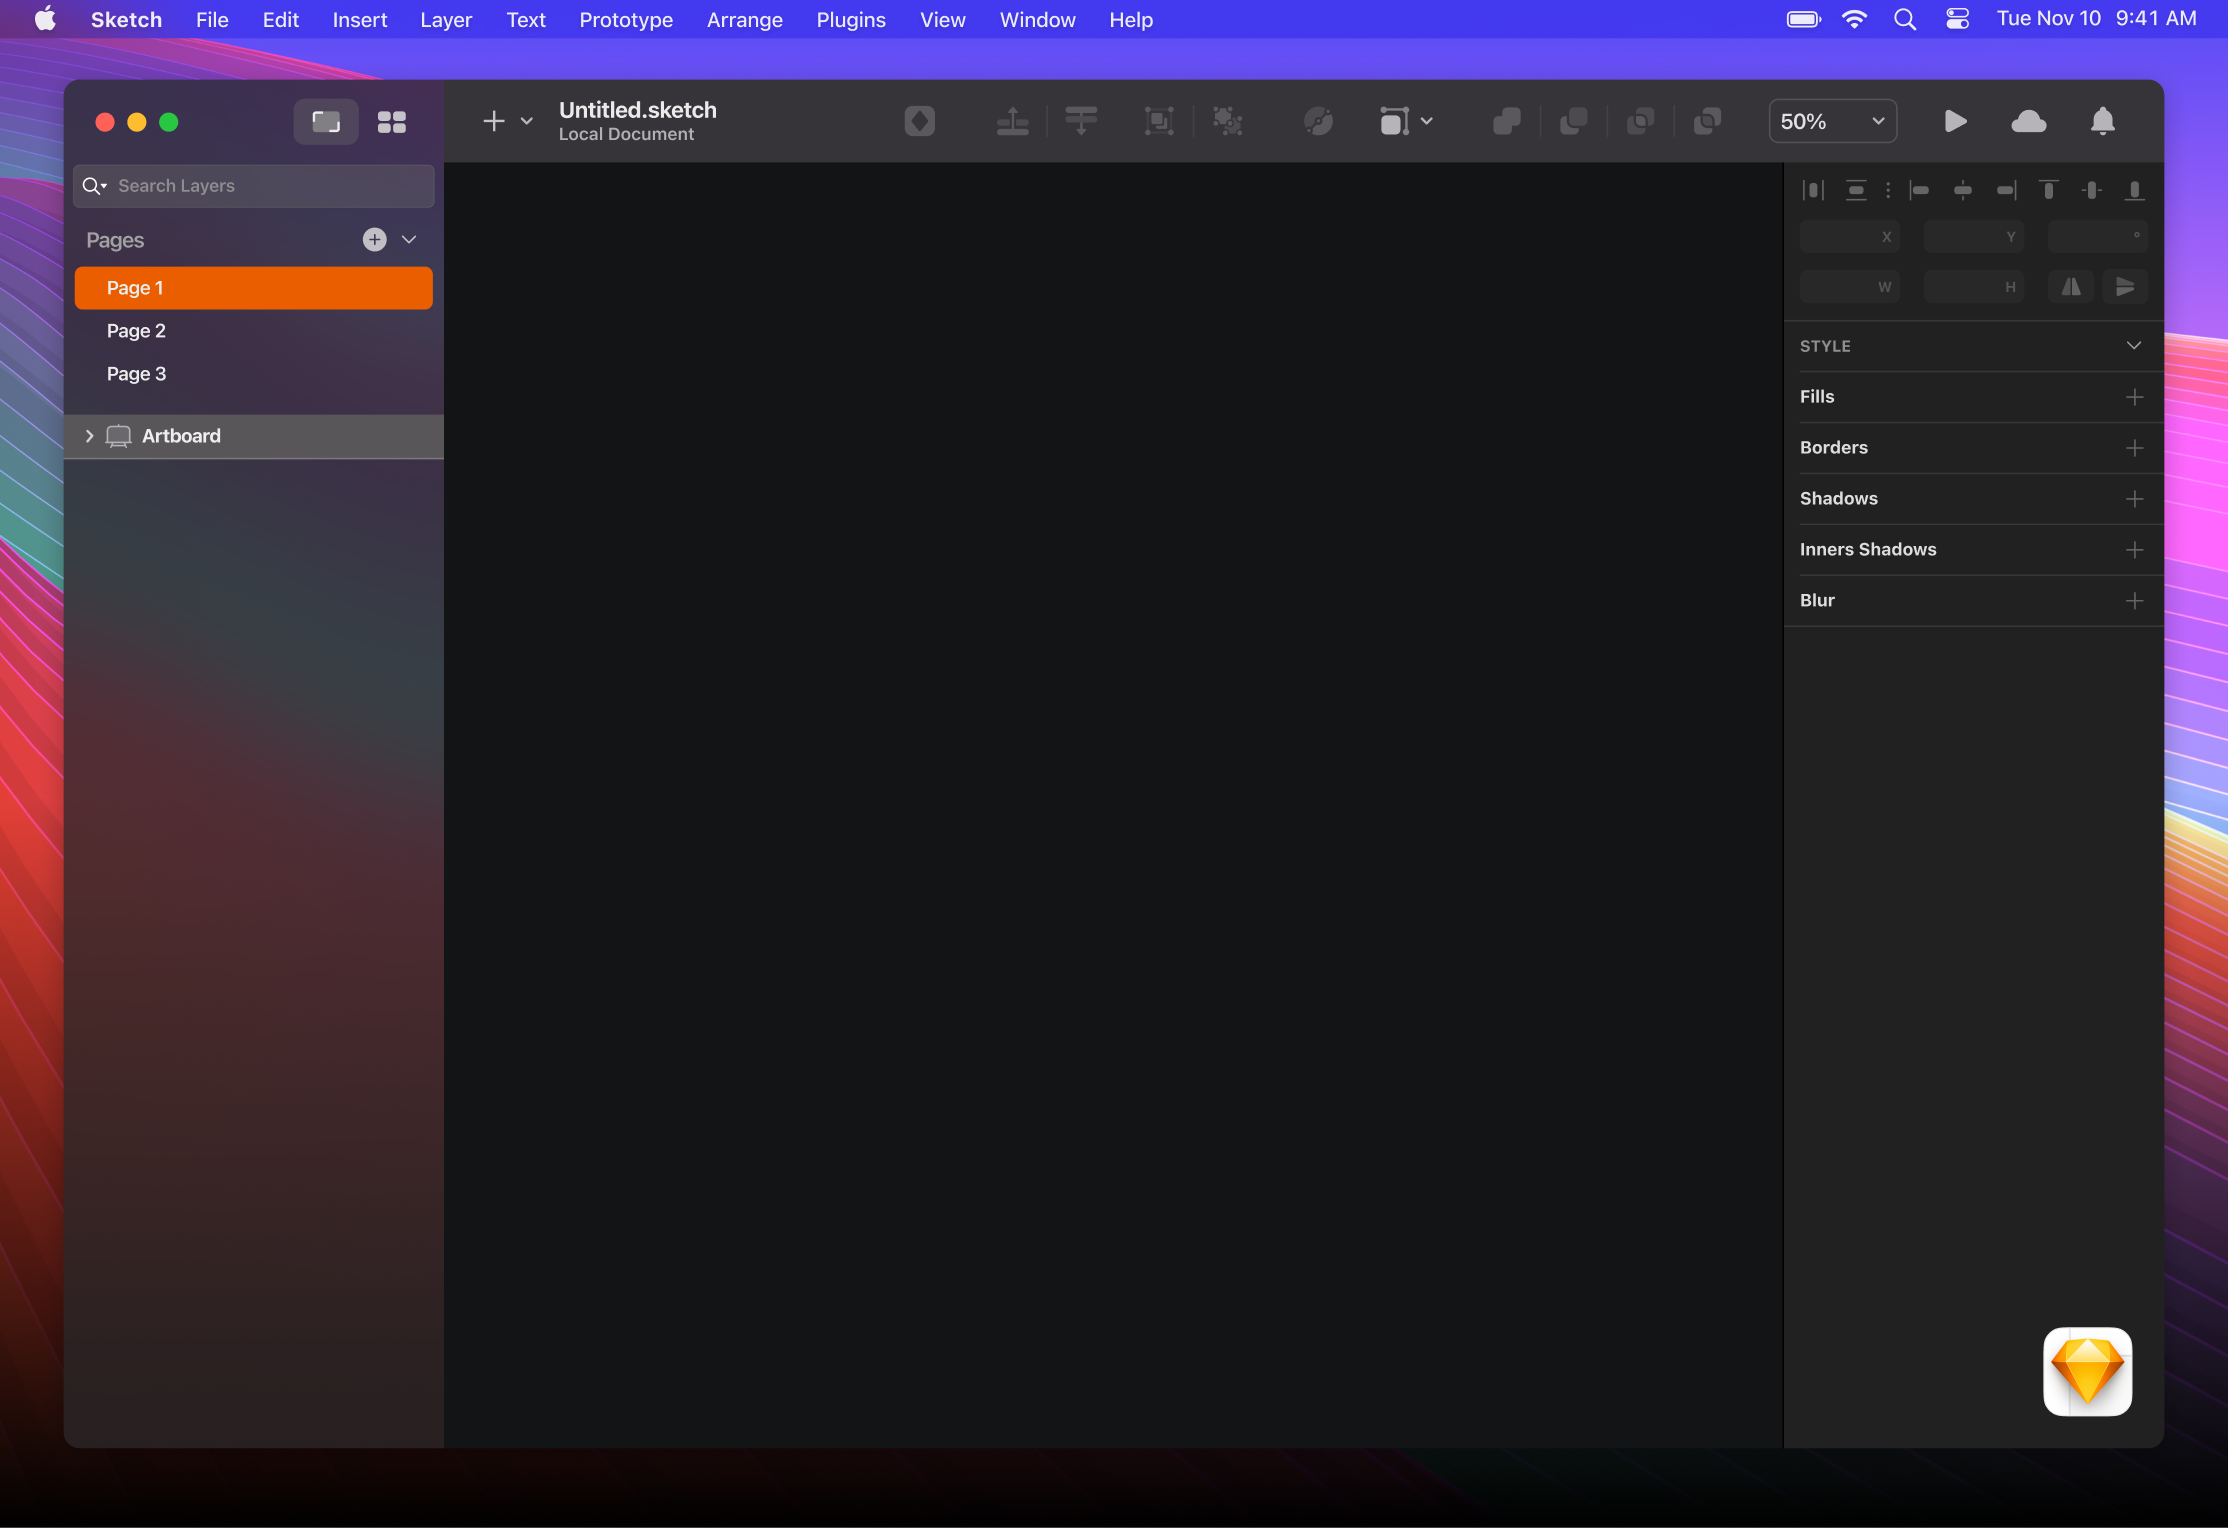 Sketch File Edit Insert Layer Text Prototype Arrange Plugins View Window Help Tue Nov 10 9:41 AM
Untitled.sketch
Local Document
50%
Search Layers
Pages
Page 1
Page 2
Page 3
Artboard
X Y °
W H
STYLE
Fills
Borders
Shadows
Inners Shadows
Blur